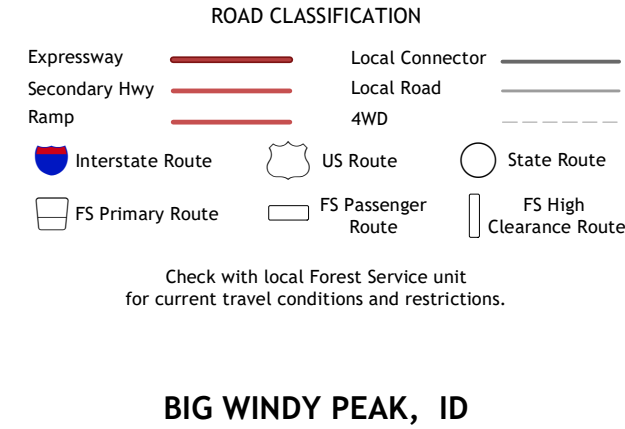 ROAD CLASSIFICATION
Expressway
Local Connector
Secondary Hwy
Local Road
Ramp
4WD
Interstate Route
US Route
State Route
FS Primary Route
FS Passenger
Route
FS High
Clearance Route
Check with local Forest Service unit
for current travel conditions and restrictions.
BIG WINDY PEAK, ID